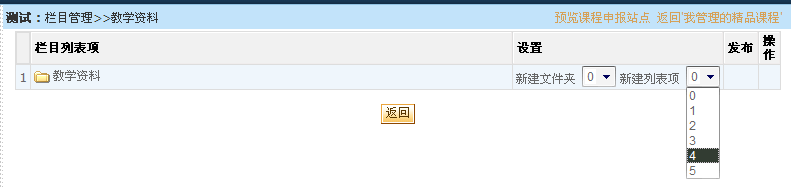 测试：栏目管理>>教学资料 预览课程申报站点 返回'我管理的精品课程'
栏目列表项 设置 发布 操作
1 教学资料 新建文件夹 0 新建列表项 0
0
1
2
3
4
5
返回